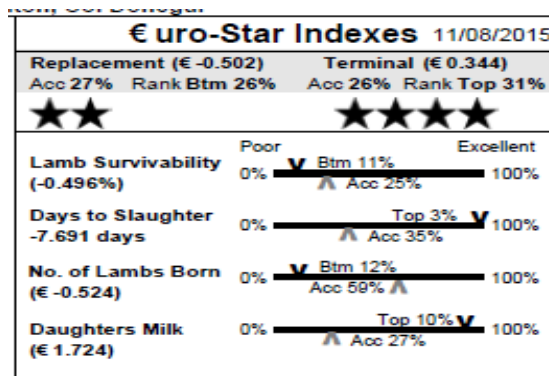 €uro-Star Indexes 11/08/2015
Replacement (€ -0.502) Terminal (€ 0.344)
Acc 27% Rank Btm 26% Acc 26% Rank Top 31%
Poor Excellent
Lamb Survivability 0% Btm 11% 100%
(-0.496%) Acc 25%
Days to Slaughter 0% Top 3% 100%
-7.691 days Acc 35%
No. of Lambs Born 0% Btm 12% 100%
(€ -0.524) Acc 59%
Daughters Milk 0% Top 10% 100%
(€ 1.724) Acc 27%